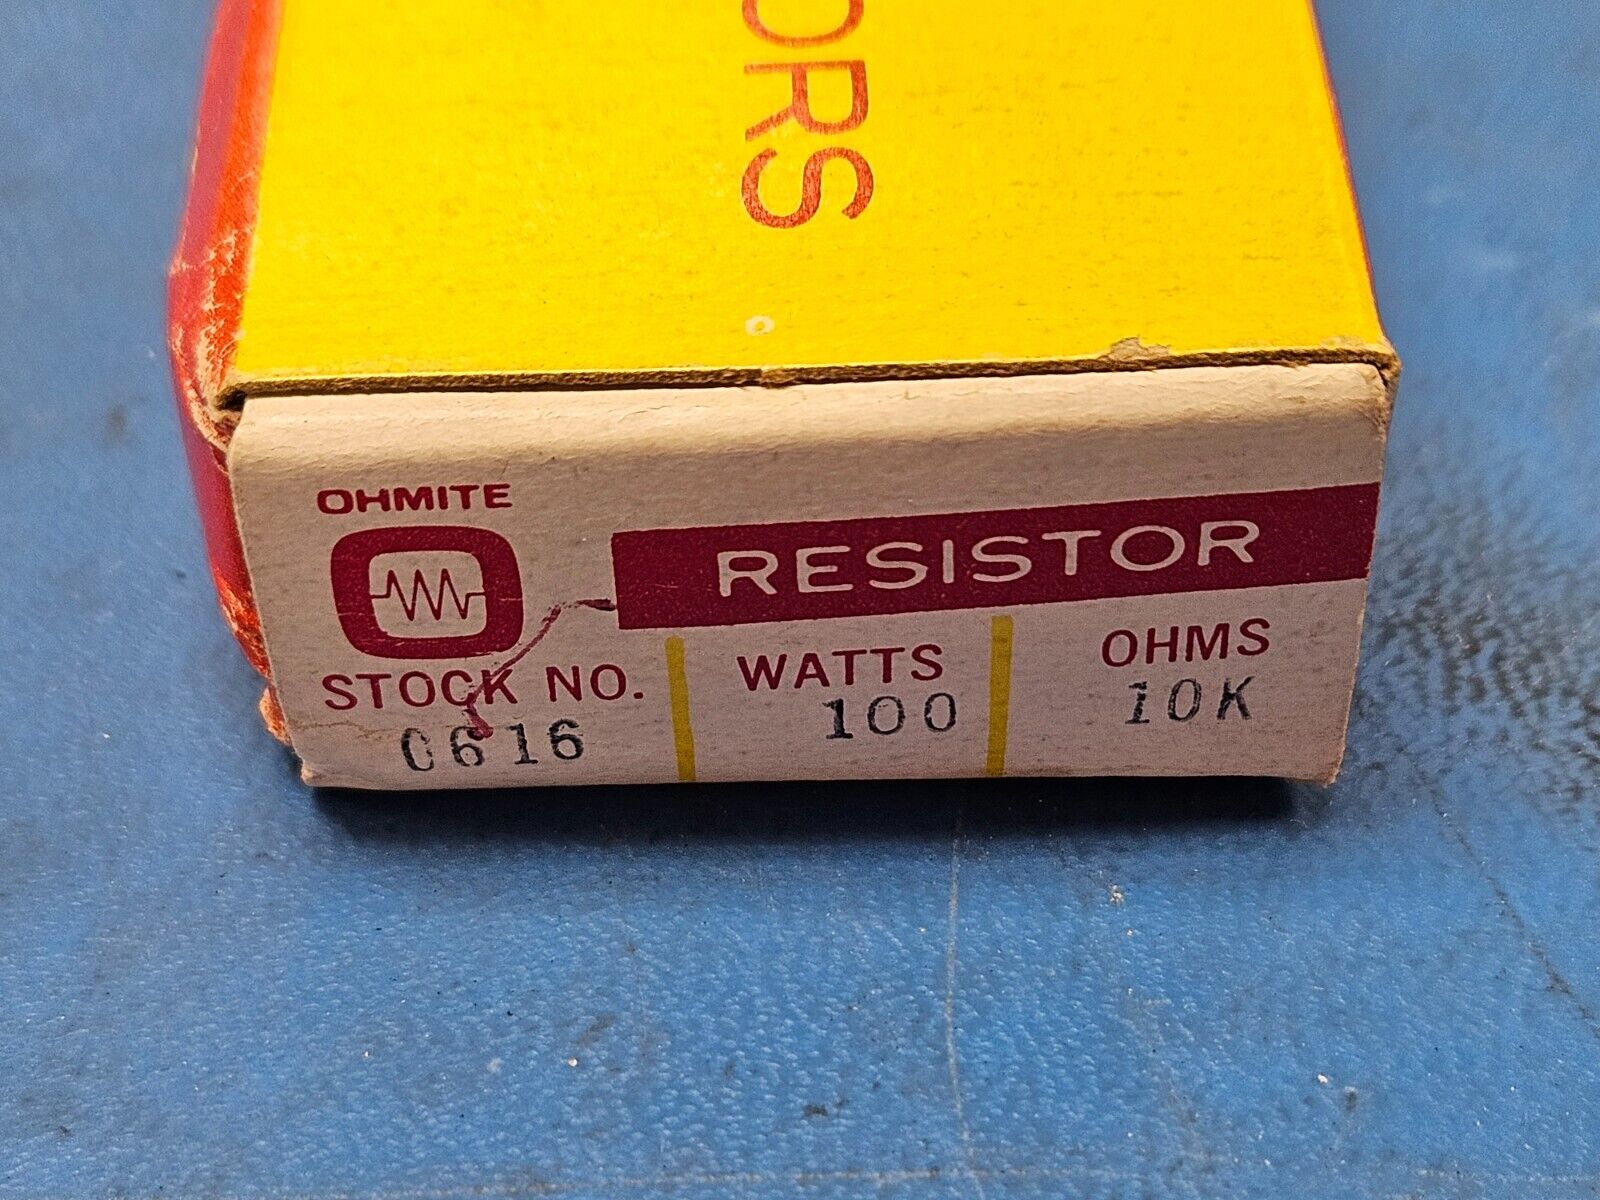 ORS
OHMITE
RESISTOR
STOCK NO. WATTS OHMS
0616 100 10K